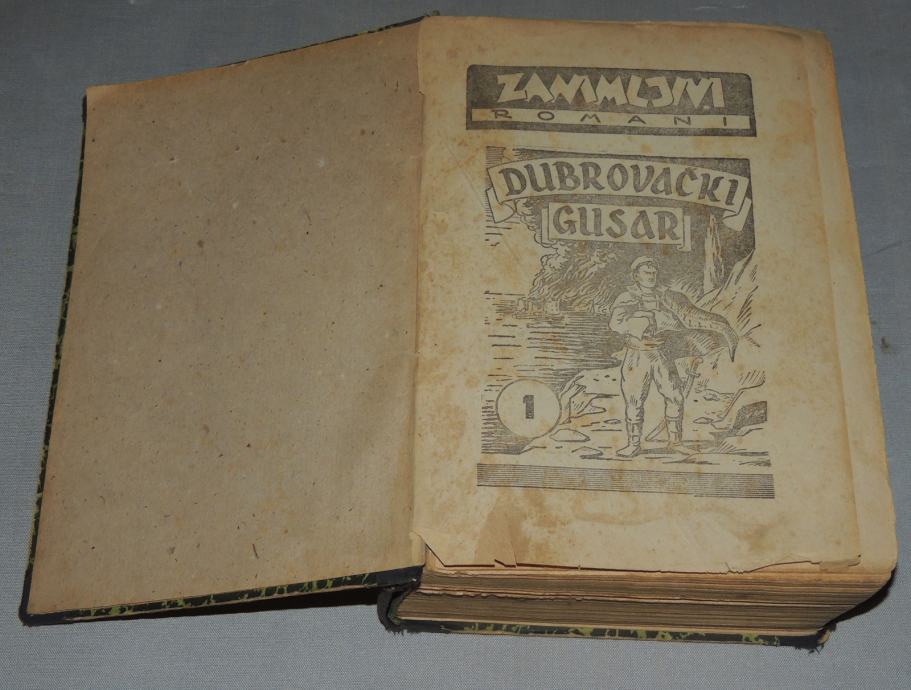 ZANIMLJIVI
ROMANI
DUBROVAČKI
GUSAR
1